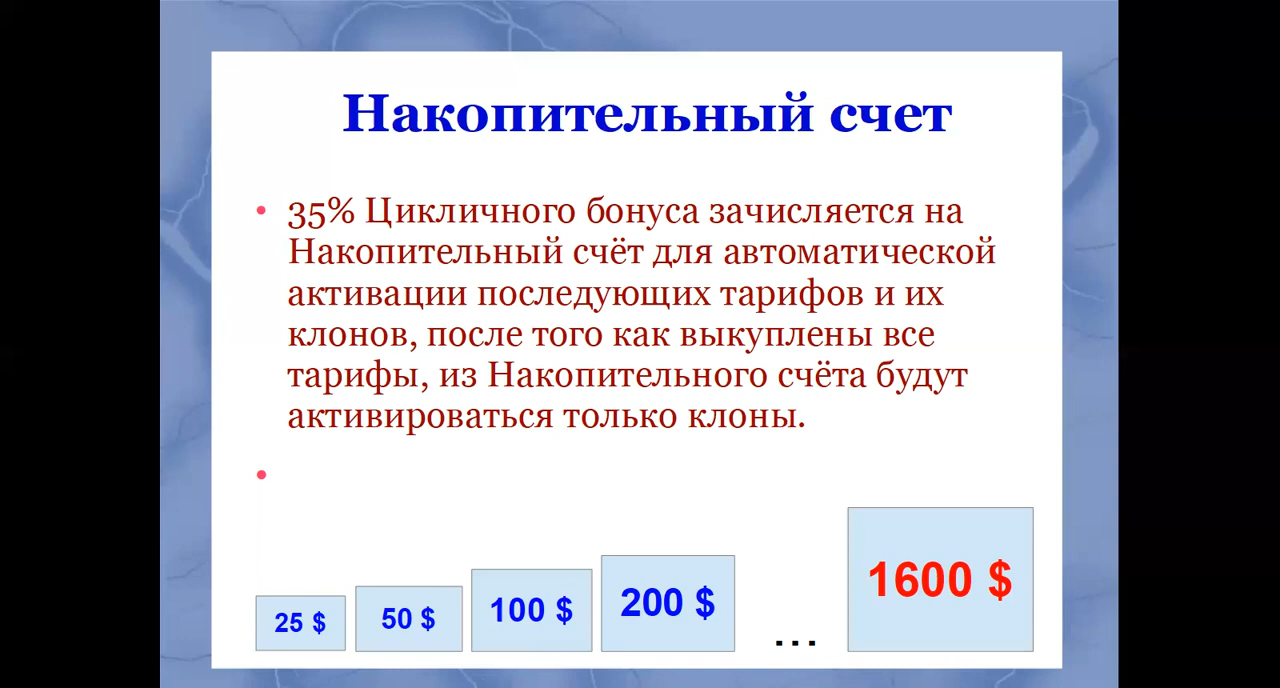 Накопительный счет
• 35% Цикличного бонуса зачисляется на
Накопительный счёт для автоматической
активации последующих тарифов и их
клонов, после того как выкуплены все
тарифы, из Накопительного счёта будут
активироваться только клоны.
•
25 $ 50 $ 100 $ 200 $ ... 1600 $